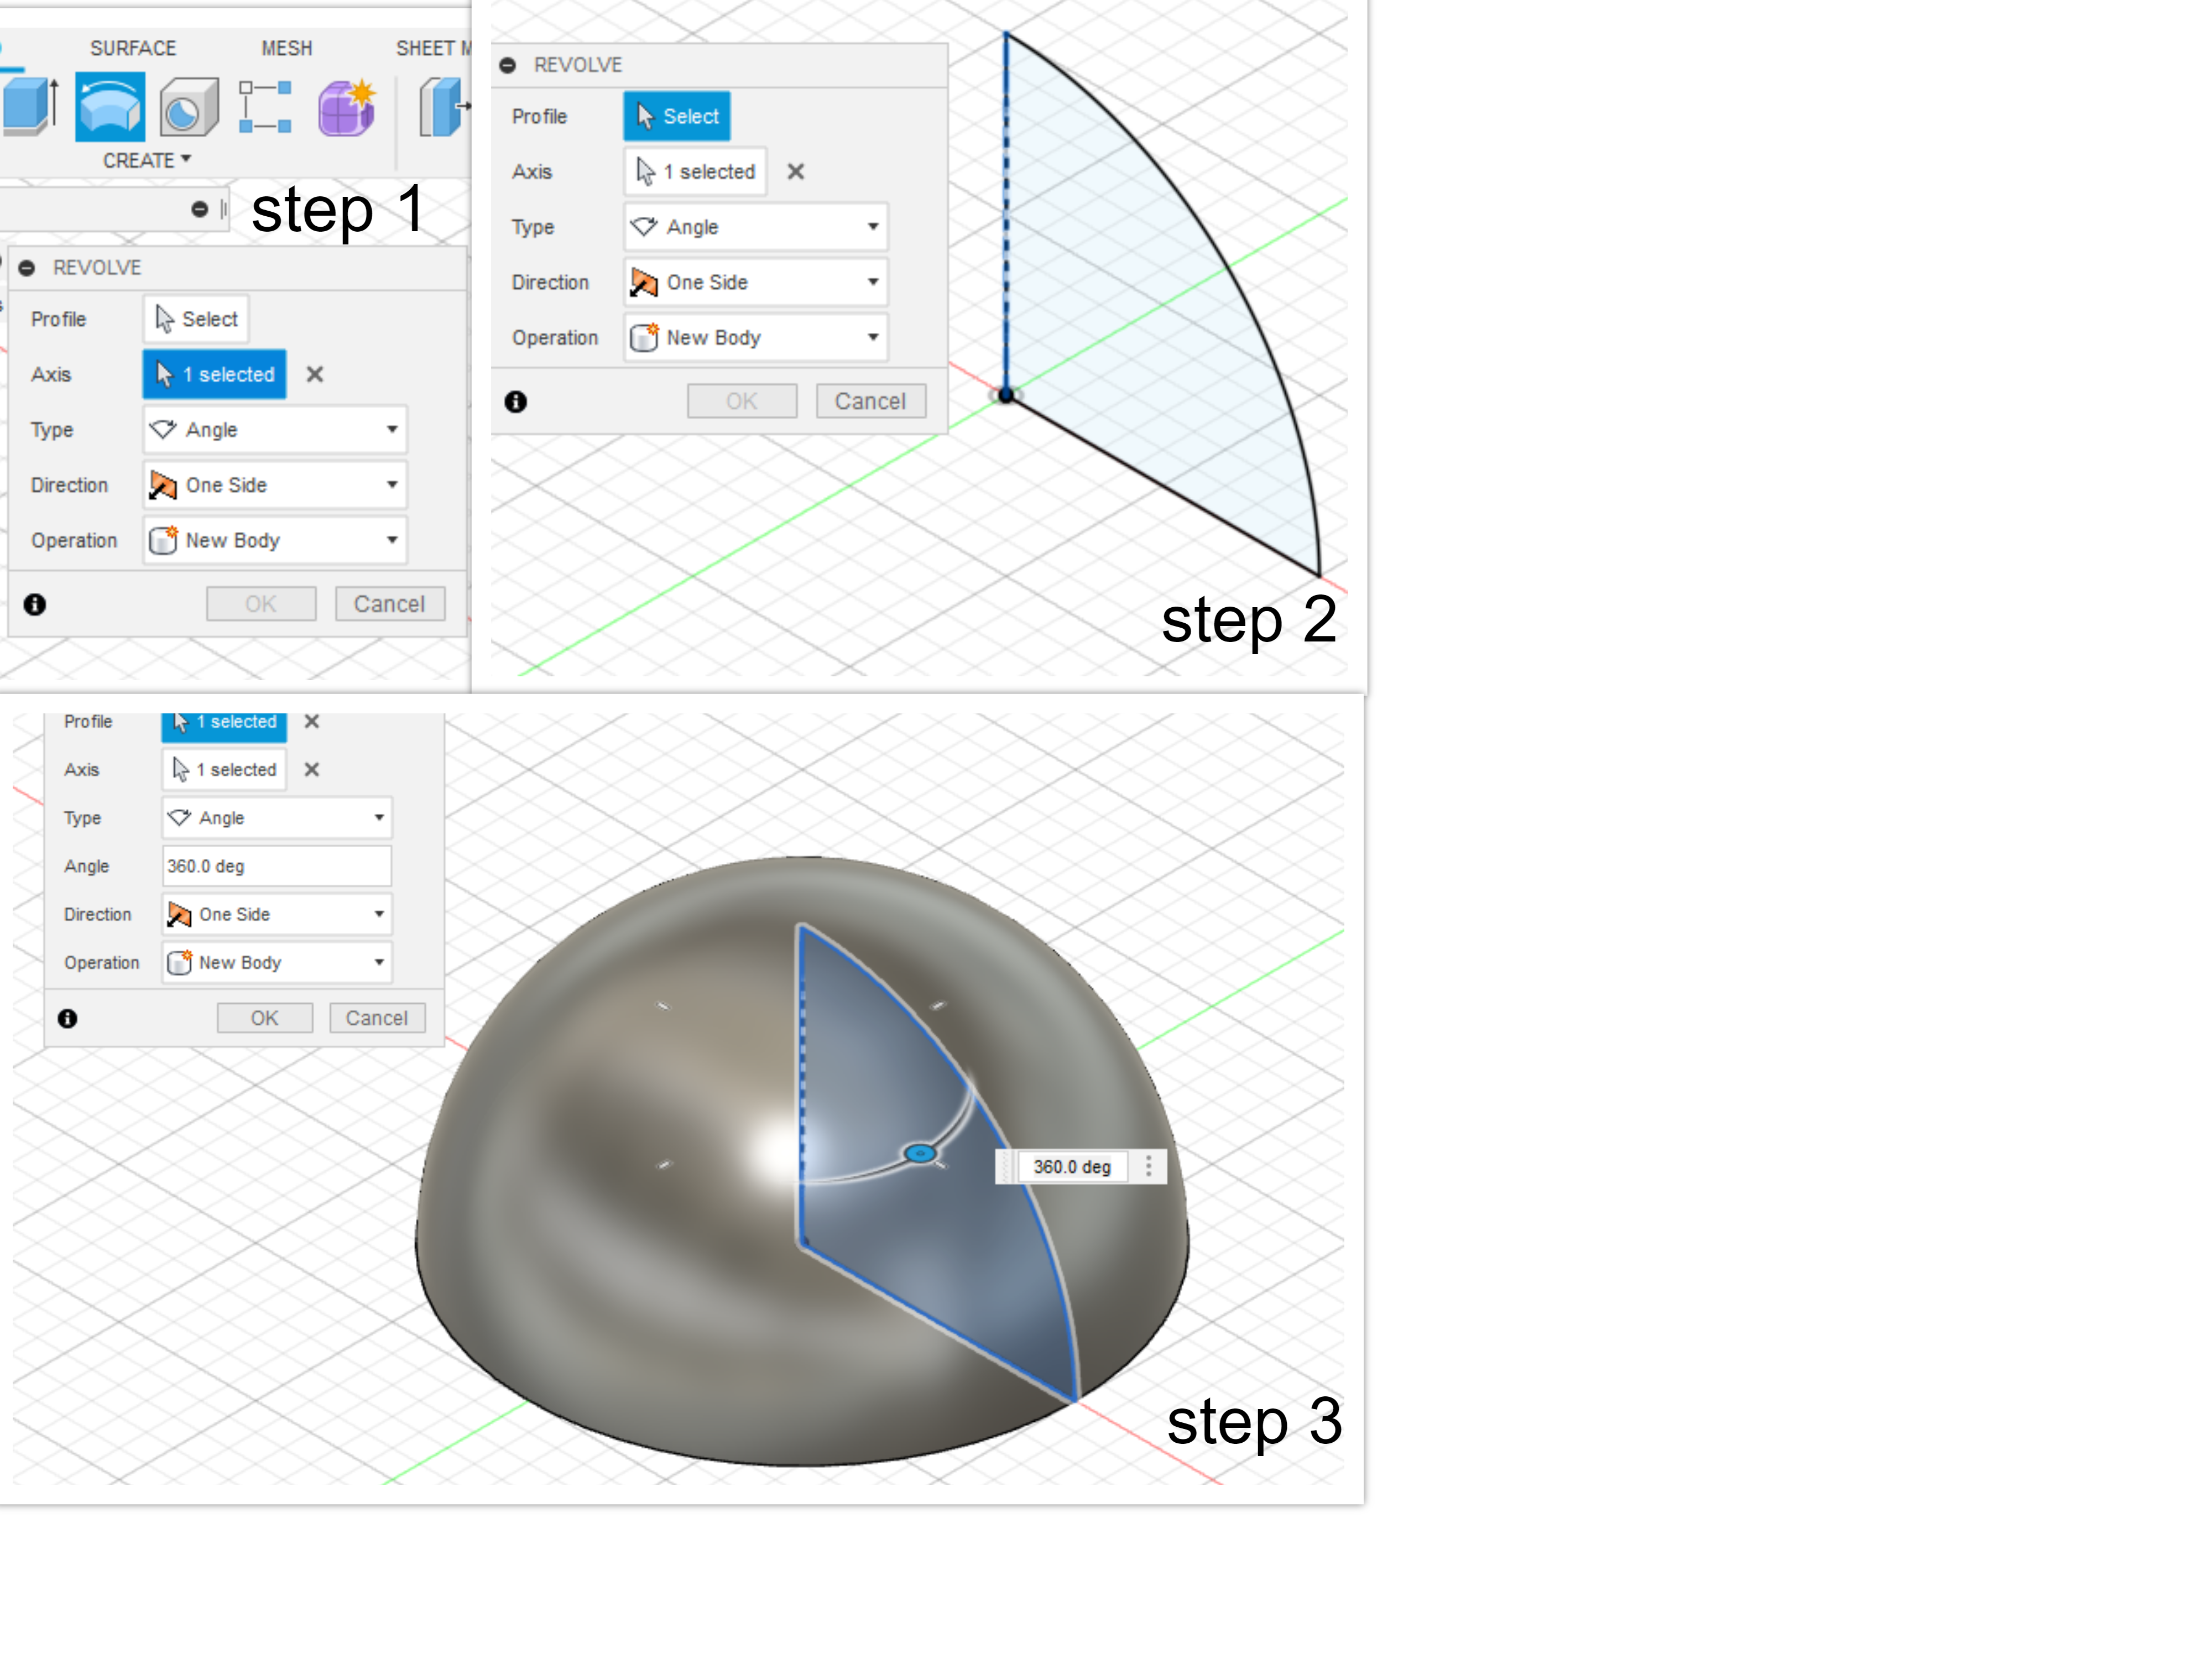 SURFACE MESH SHEET M
CREATE
step 1
REVOLVE
Profile Select
Axis 1 selected
Type Angle
Direction One Side
Operation New Body
OK Cancel
REVOLVE
Profile Select
Axis 1 selected
Type Angle
Direction One Side
Operation New Body
OK Cancel
step 2
Profile 1 selected
Axis 1 selected
Type Angle
Angle 360.0 deg
Direction One Side
Operation New Body
OK Cancel
360.0 deg
step 3